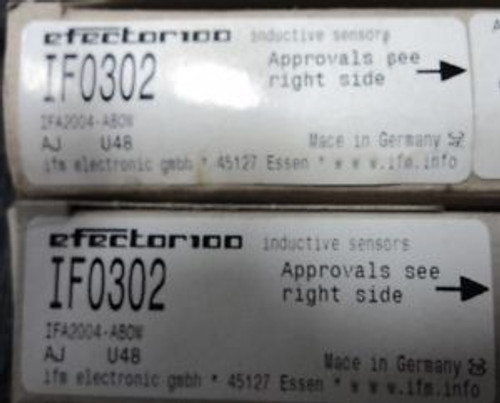 efector100 inductive sensors
IF0302
Approvals see
right side
IFA2004-ABOW
AJ U48
Made in Germany
ifm electronic gmbh * 45127 Essen * w w w.ifm.info
efector100 inductive sensors
IF0302
Approvals see
right side
IFA2004-ABOW
AJ U48
Made in Germany
ifm electronic gmbh * 45127 Essen * w w w.ifm.info